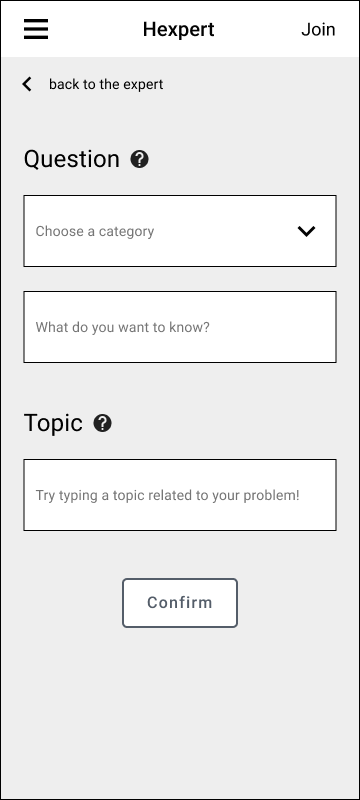 Hexpert
Join
back to the expert
Question
Choose a category
What do you want to know?
Topic
Try typing a topic related to your problem!
Confirm